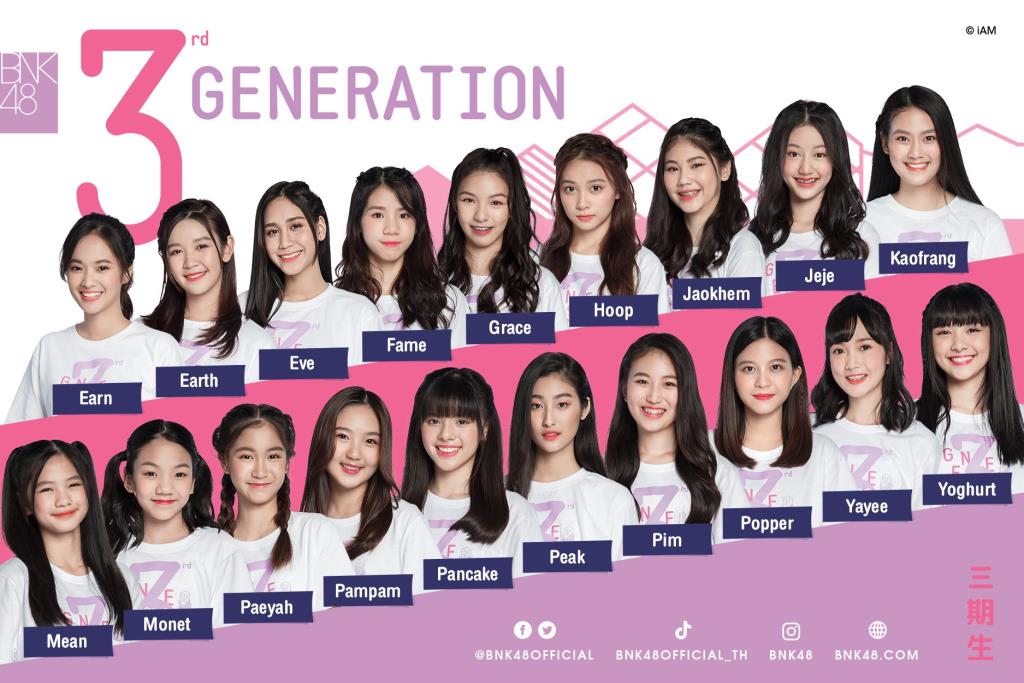 © iAM
BNK
48
3rd
GENERATION
Earn
Earth
Eve
Fame
Grace
Hoop
Jaokhem
Jeje
Kaofrang
Mean
Monet
Paeyah
Pampam
Pancake
Peak
Pim
Popper
Yayee
Yoghurt
三期生
@BNK48OFFICIAL
BNK48OFFICIAL_TH
BNK48
BNK48.COM